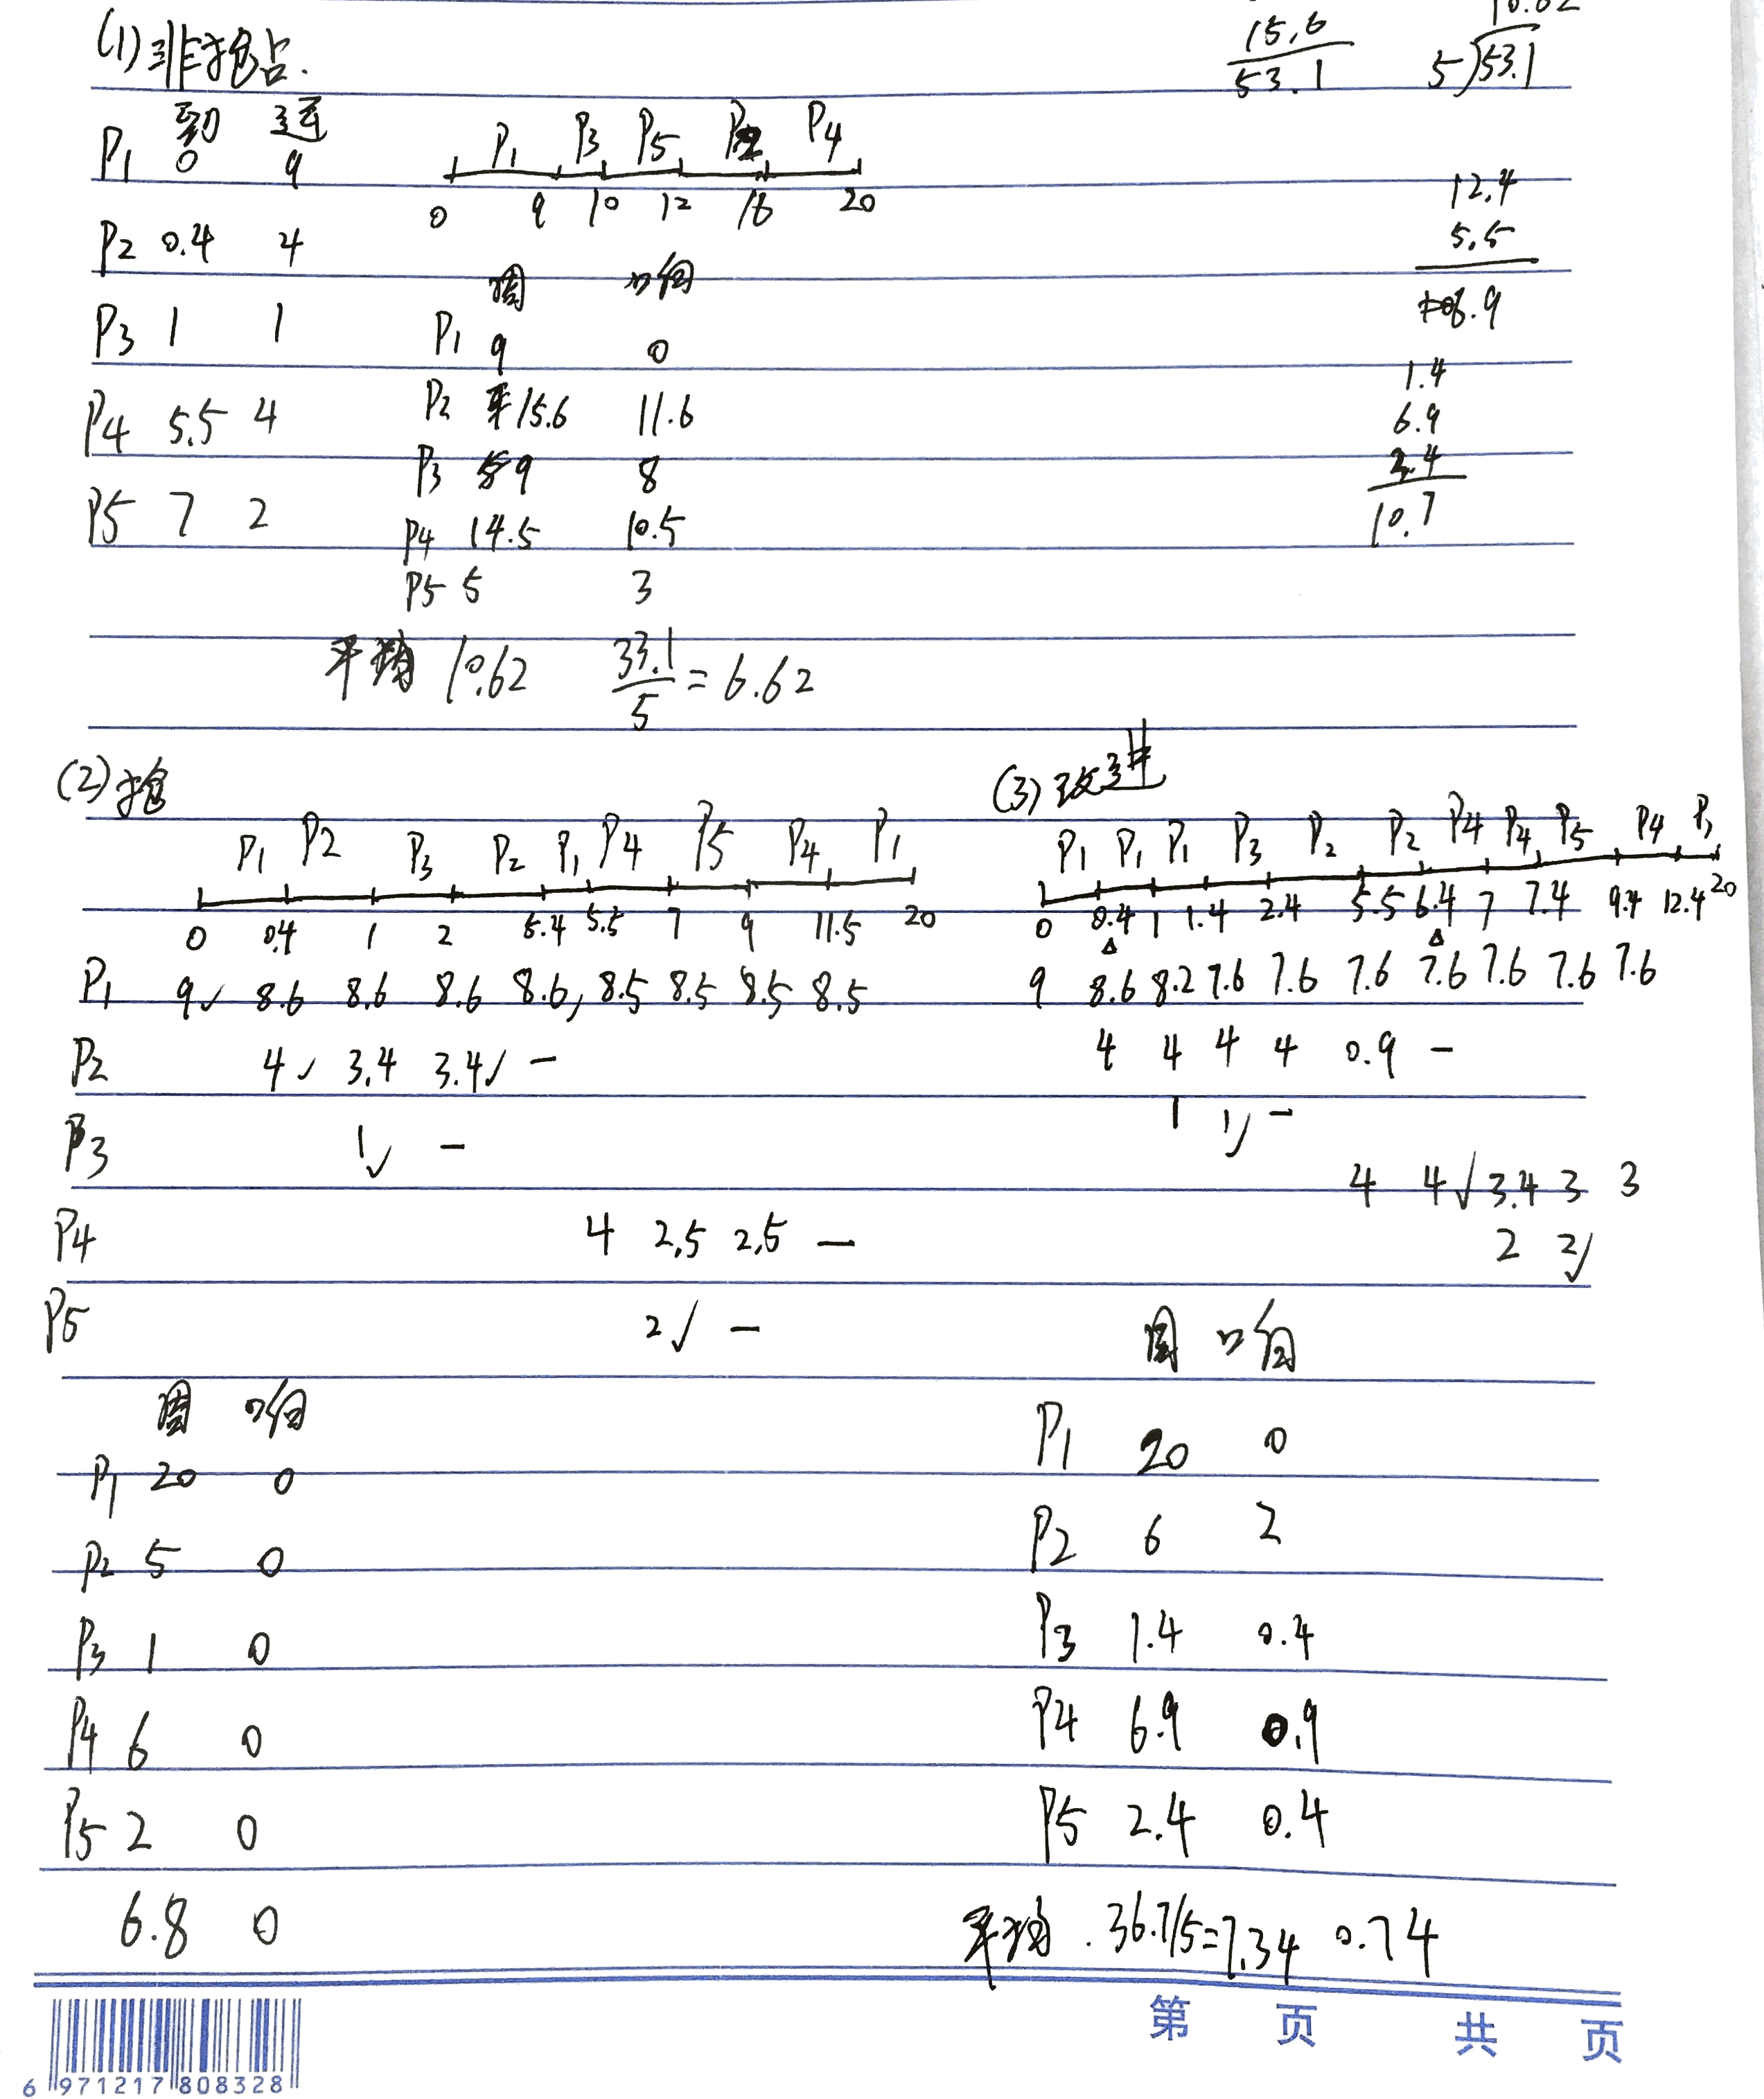 (1)非抢占.
15.6
53.1
10.62
5)53.1
到 运
P1 0 9
P1 P3 P5 P2 P4
0 9 10 12 16 20
P2 0.4 4
P3 1 1
P4 5.5 4
P5 7 2
周 响
P1 9 0
P2 15.6 11.6
P3 9 8
P4 14.5 10.5
P5 5 3
平均 10.62 33.1/5=6.62
12.4
5.5
6.9
1.4
6.9
2.4
10.7
(2)抢
P1 P2 P3 P2 P1 P4 P5 P4 P1
0 0.4 1 2 5.4 5.5 7 9 11.5 20
P1 9✓ 8.6 8.6 8.6 8.6, 8.5 8.5 8.5 8.5
P2 4✓ 3.4 3.4✓ -
P3 1✓ -
P4 4 2.5 2.5 -
P5 2✓ -
周 响
P1 20 0
P2 5 0
P3 1 0
P4 6 0
P5 2 0
6.8 0
(3)改进
P1 P1 P1 P3 P2 P2 P4 P4 P5 P4 P1
0 0.4 1 1.4 2.4 5.5 6.4 7 7.4 9.4 12.4 20
9 8.6 8.2 7.6 7.6 7.6 7.6 7.6 7.6 7.6
4 4 4 4 0.9 -
1 1✓ -
4 4✓ 3.4 3 3
2 2✓
周 响
P1 20 0
P2 6 2
P3 1.4 0.4
P4 6.9 0.9
P5 2.4 0.4
平均 . 36.7/5=7.34 0.74
第 页 共 页
6 971217 808328